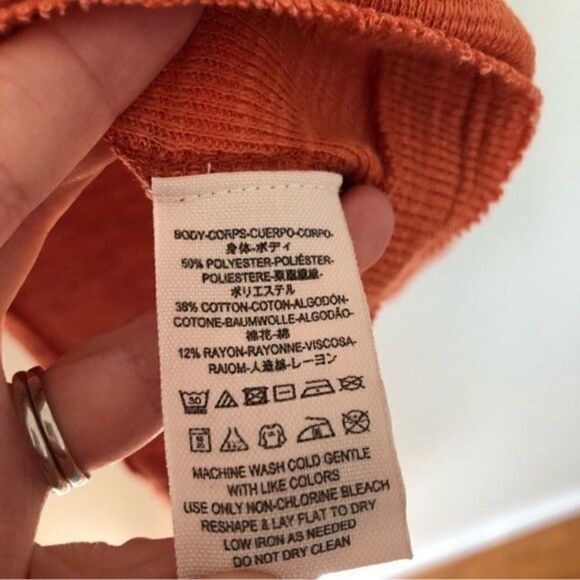 BODY-CORPS-CUERPO-CORPO-
身体-ボディ
50% POLYESTER-POLIÉSTER-
POLIESTERE-聚酯纖維-
ポリエステル
38% COTTON-COTON-ALGODÓN-
COTONE-BAUMWOLLE-ALGODÃO-
棉花-綿
12% RAYON-RAYONNE-VISCOSA-
RAIOM-人造絲-レーヨン
30
MACHINE WASH COLD GENTLE
WITH LIKE COLORS
USE ONLY NON-CHLORINE BLEACH
RESHAPE & LAY FLAT TO DRY
LOW IRON AS NEEDED
DO NOT DRY CLEAN